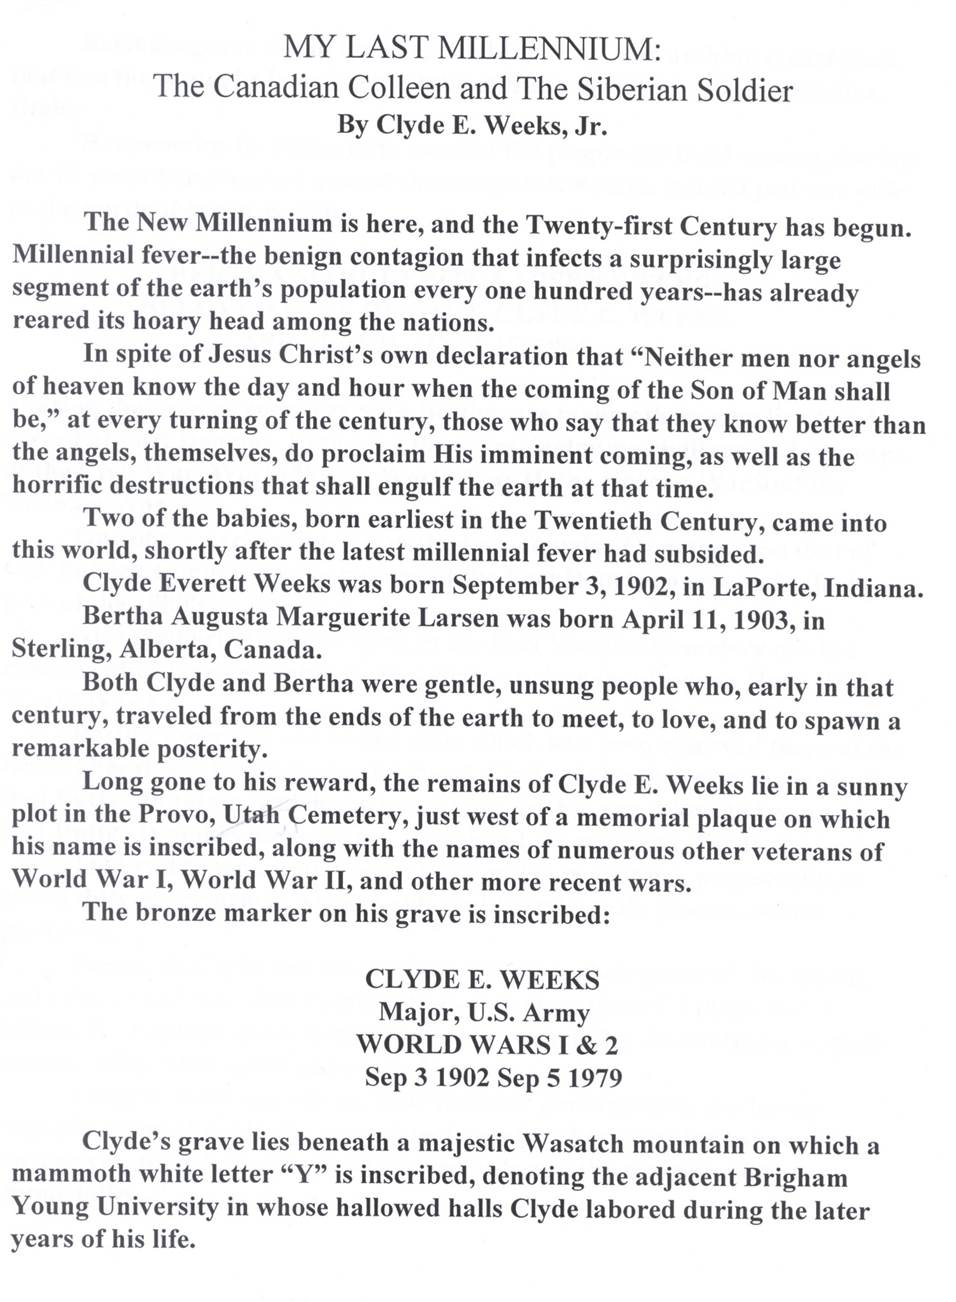 MY LAST MILLENNIUM:
The Canadian Colleen and The Siberian Soldier
By Clyde E. Weeks, Jr.
The New Millennium is here, and the Twenty-first Century has begun.
Millennial fever--the benign contagion that infects a surprisingly large
segment of the earth's population every one hundred years--has already
reared its hoary head among the nations.
In spite of Jesus Christ's own declaration that “Neither men nor angels
of heaven know the day and hour when the coming of the Son of Man shall
be,” at every turning of the century, those who say that they know better than
the angels, themselves, do proclaim His imminent coming, as well as the
horrific destructions that shall engulf the earth at that time.
Two of the babies, born earliest in the Twentieth Century, came into
this world, shortly after the latest millennial fever had subsided.
Clyde Everett Weeks was born September 3, 1902, in LaPorte, Indiana.
Bertha Augusta Marguerite Larsen was born April 11, 1903, in
Sterling, Alberta, Canada.
Both Clyde and Bertha were gentle, unsung people who, early in that
century, traveled from the ends of the earth to meet, to love, and to spawn a
remarkable posterity.
Long gone to his reward, the remains of Clyde E. Weeks lie in a sunny
plot in the Provo, Utah Cemetery, just west of a memorial plaque on which
his name is inscribed, along with the names of numerous other veterans of
World War I, World War II, and other more recent wars.
The bronze marker on his grave is inscribed:
CLYDE E. WEEKS
Major, U.S. Army
WORLD WARS I & 2
Sep 3 1902 Sep 5 1979
Clyde's grave lies beneath a majestic Wasatch mountain on which a
mammoth white letter “Y” is inscribed, denoting the adjacent Brigham
Young University in whose hallowed halls Clyde labored during the later
years of his life.